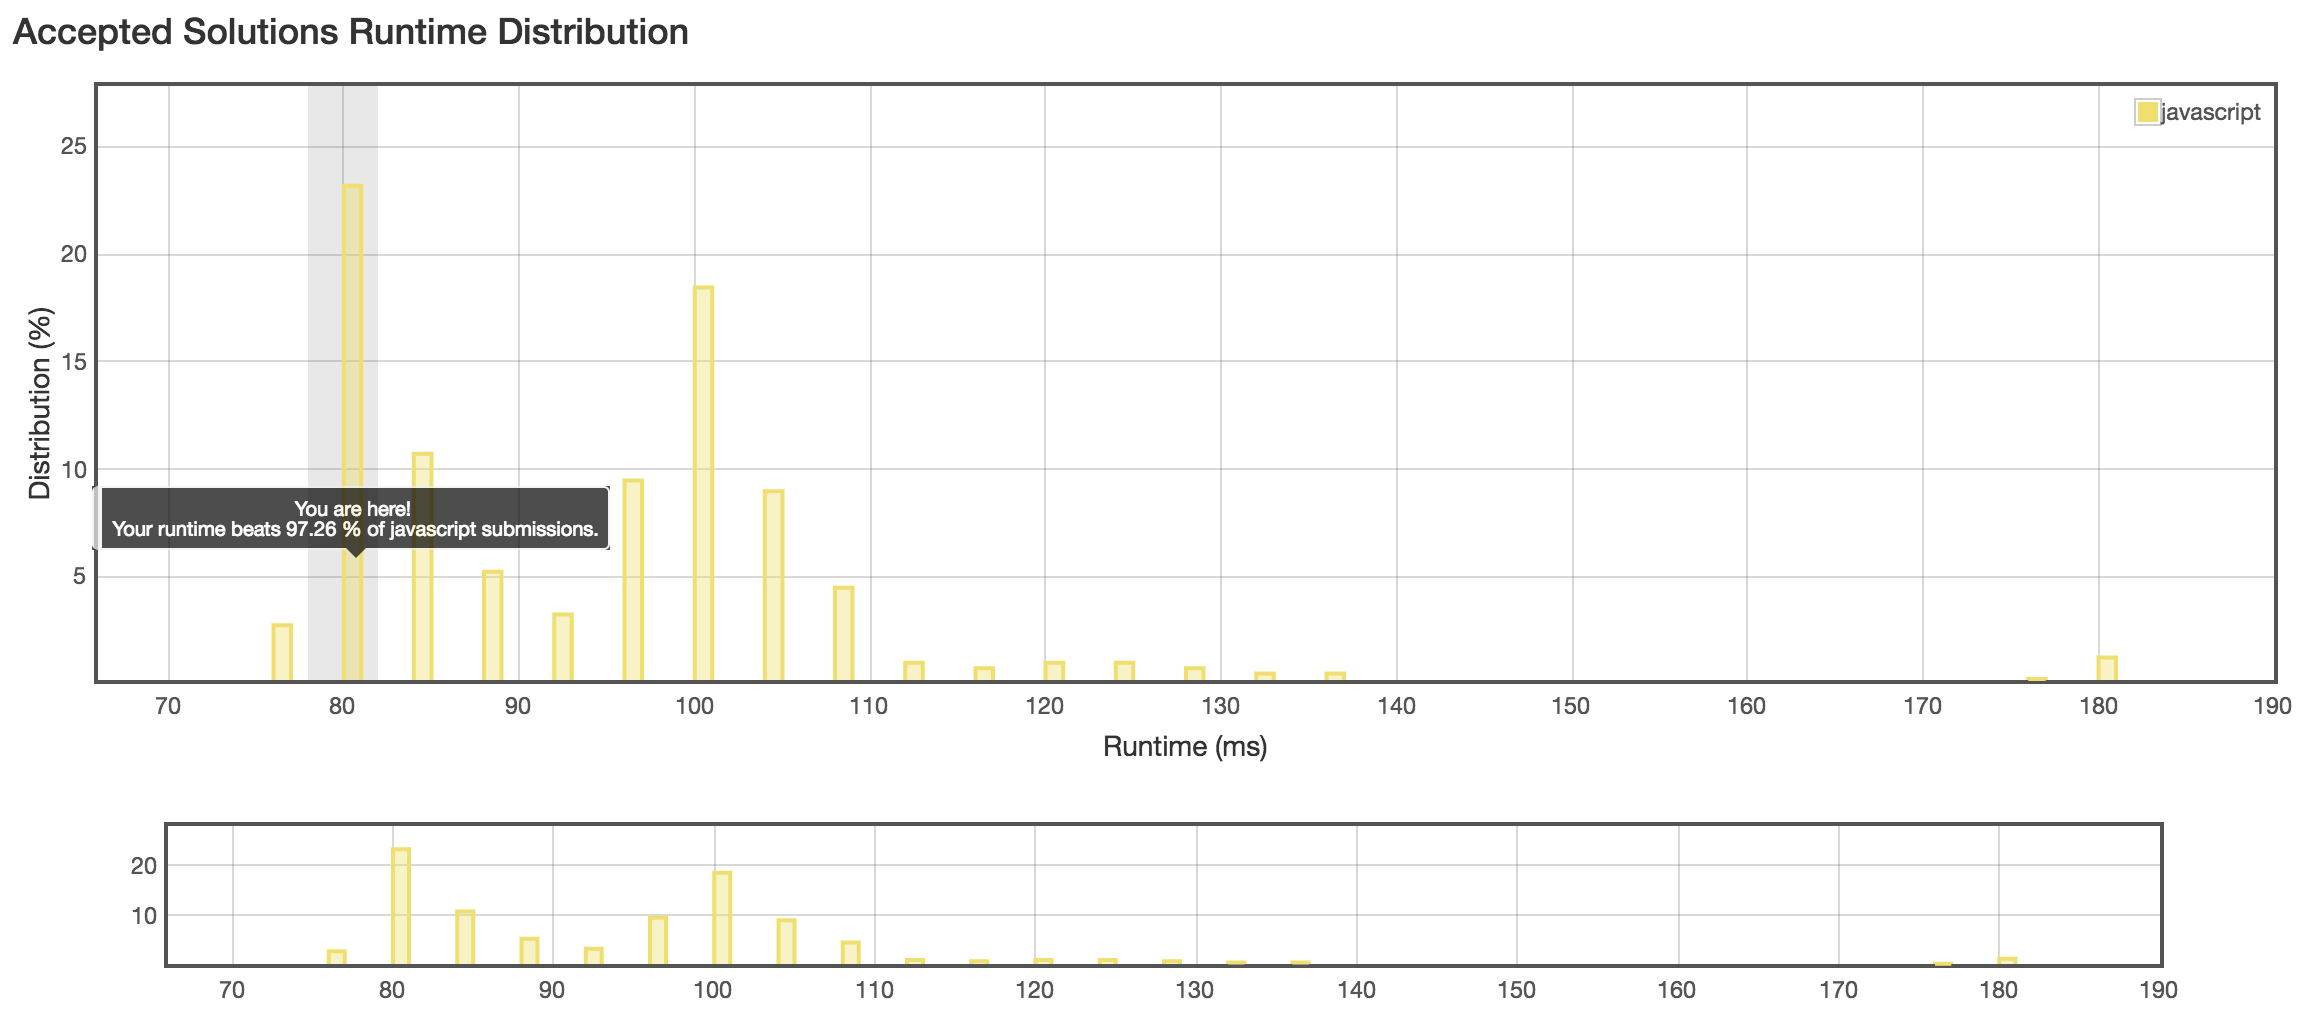 Accepted Solutions Runtime Distribution
javascript
25
20
15
10
5
Distribution (%)
You are here!
Your runtime beats 97.26 % of javascript submissions.
70 80 90 100 110 120 130 140 150 160 170 180 190
Runtime (ms)
20
10
70 80 90 100 110 120 130 140 150 160 170 180 190